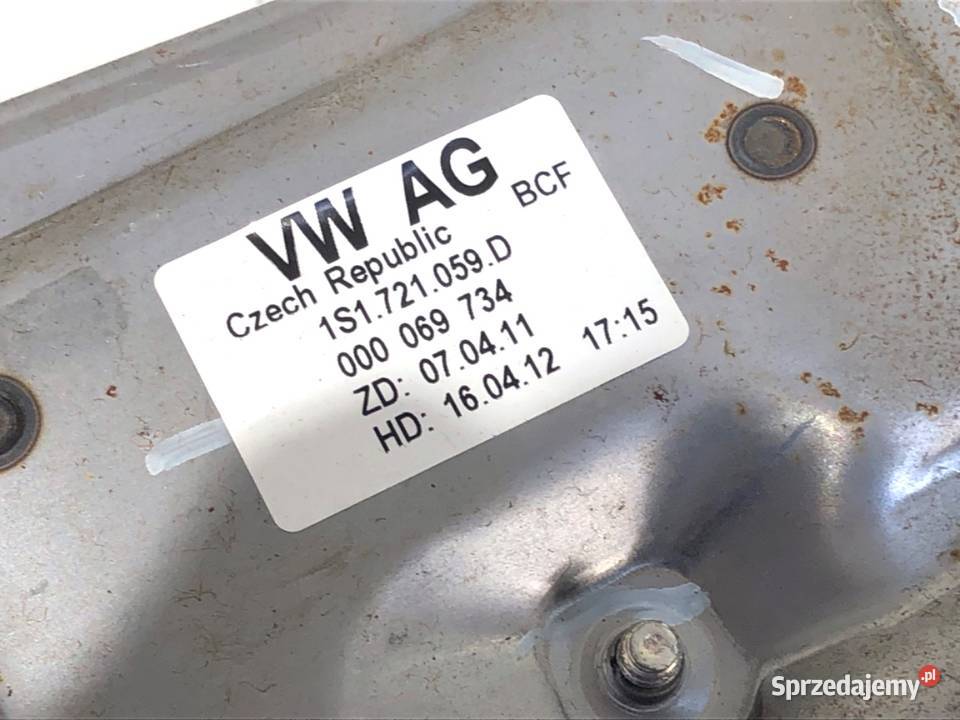 VW AG BCF
Czech Republic
1S1.721.059.D
000 069 734
ZD: 07.04.11
HD: 16.04.12 17:15
Sprzedajemy.pl